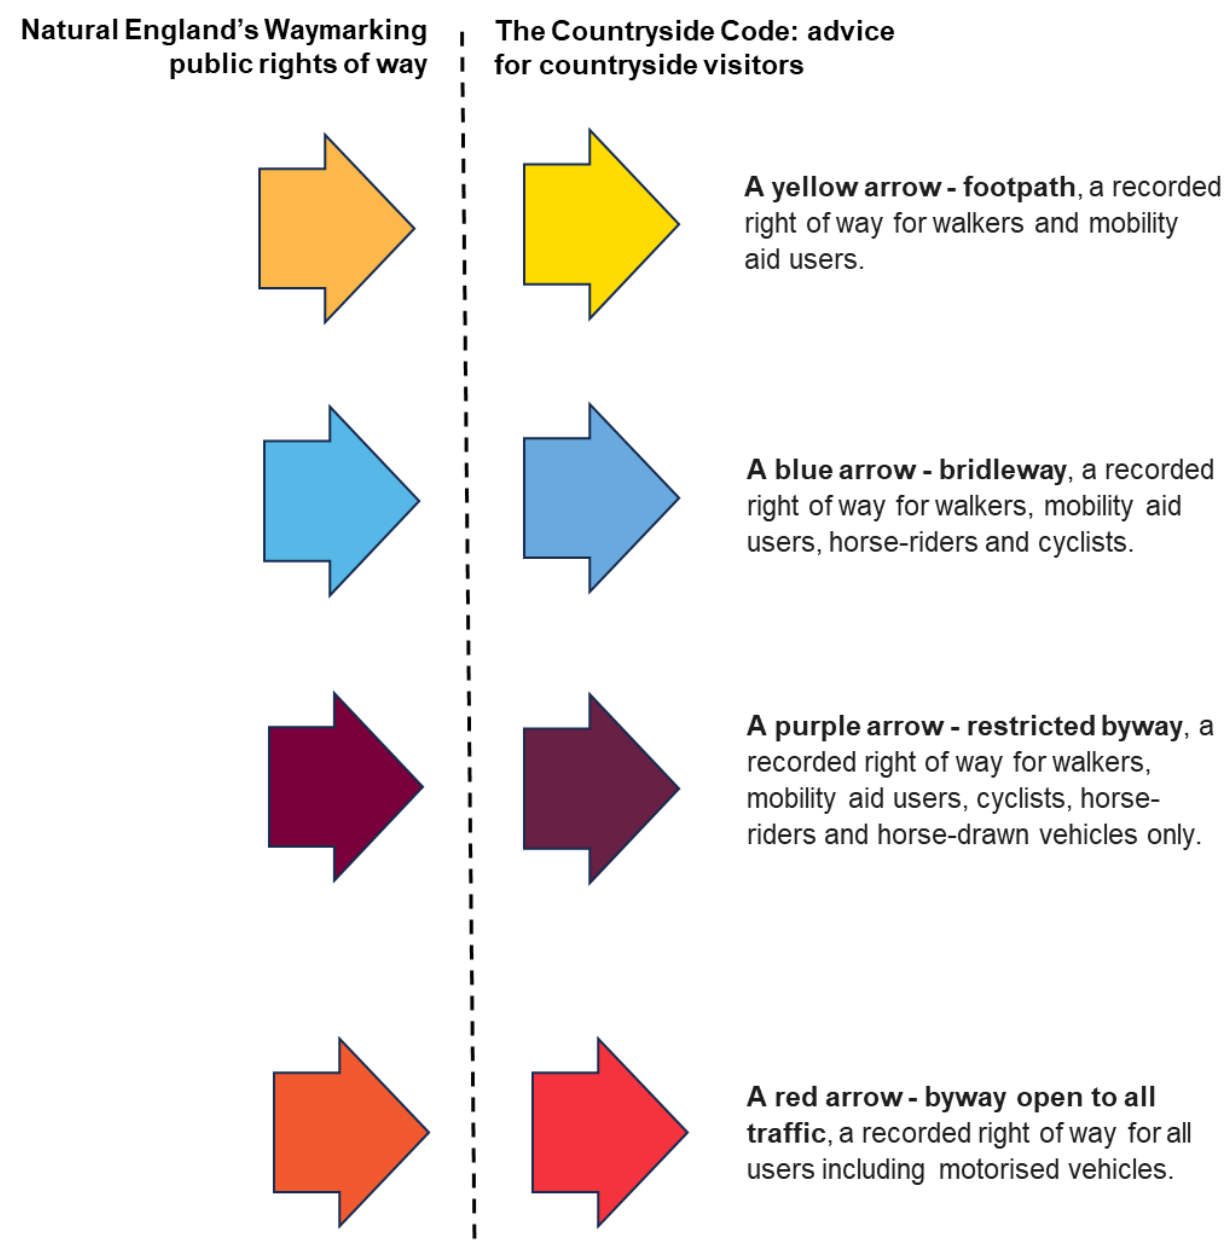 Natural England’s Waymarking
public rights of way
The Countryside Code: advice
for countryside visitors
A yellow arrow - footpath, a recorded
right of way for walkers and mobility
aid users.
A blue arrow - bridleway, a recorded
right of way for walkers, mobility aid
users, horse-riders and cyclists.
A purple arrow - restricted byway, a
recorded right of way for walkers,
mobility aid users, cyclists, horse-
riders and horse-drawn vehicles only.
A red arrow - byway open to all
traffic, a recorded right of way for all
users including motorised vehicles.